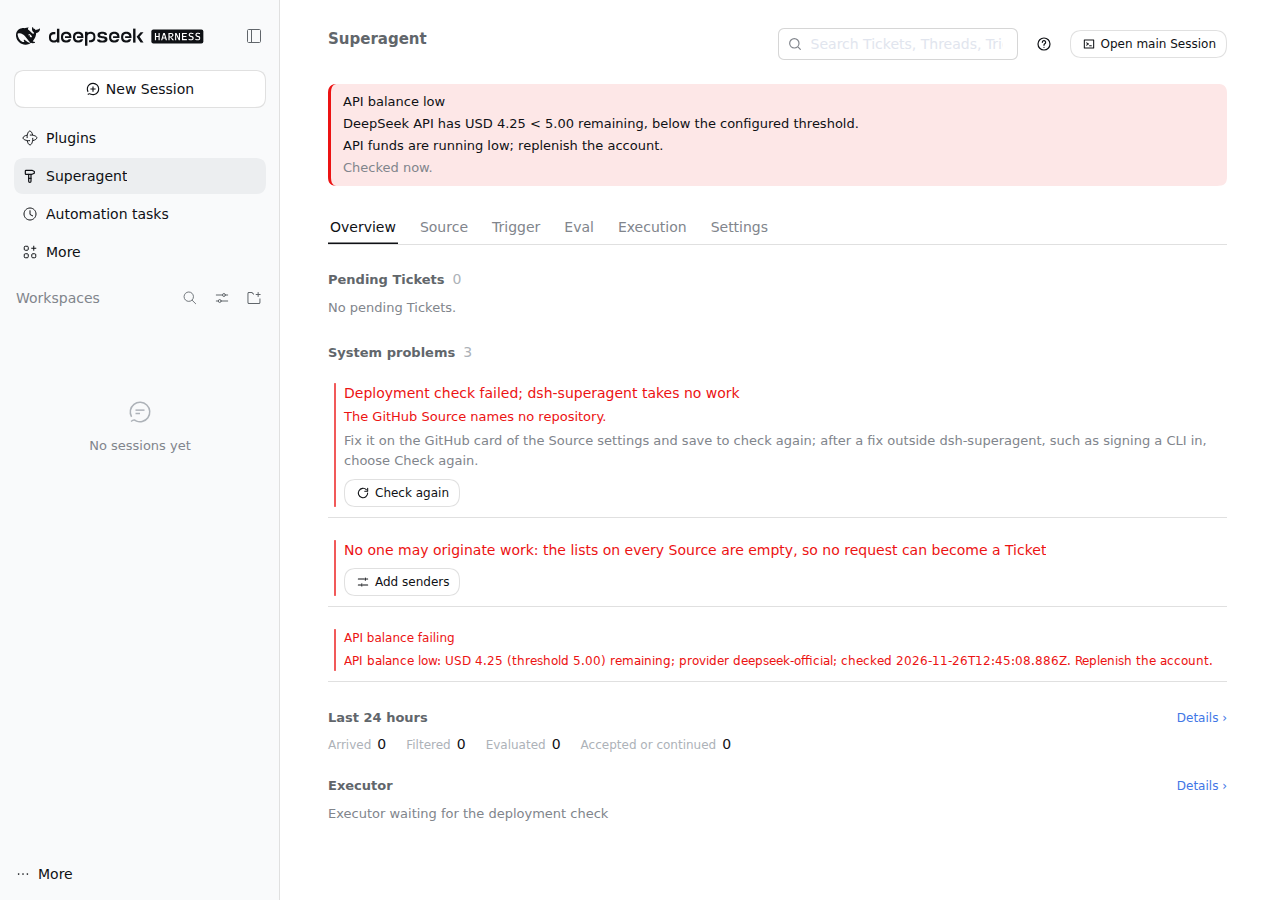 deepseek HARNESS
New Session
Plugins
Superagent
Automation tasks
More
Workspaces
No sessions yet
More
Superagent
Search Tickets, Threads, Tri
Open main Session
API balance low
DeepSeek API has USD 4.25 < 5.00 remaining, below the configured threshold.
API funds are running low; replenish the account.
Checked now.
Overview Source Trigger Eval Execution Settings
Pending Tickets 0
No pending Tickets.
System problems 3
Deployment check failed; dsh-superagent takes no work
The GitHub Source names no repository.
Fix it on the GitHub card of the Source settings and save to check again; after a fix outside dsh-superagent, such as signing a CLI in,
choose Check again.
Check again
No one may originate work: the lists on every Source are empty, so no request can become a Ticket
Add senders
API balance failing
API balance low: USD 4.25 (threshold 5.00) remaining; provider deepseek-official; checked 2026-11-26T12:45:08.886Z. Replenish the account.
Last 24 hours Details ›
Arrived 0 Filtered 0 Evaluated 0 Accepted or continued 0
Executor Details ›
Executor waiting for the deployment check